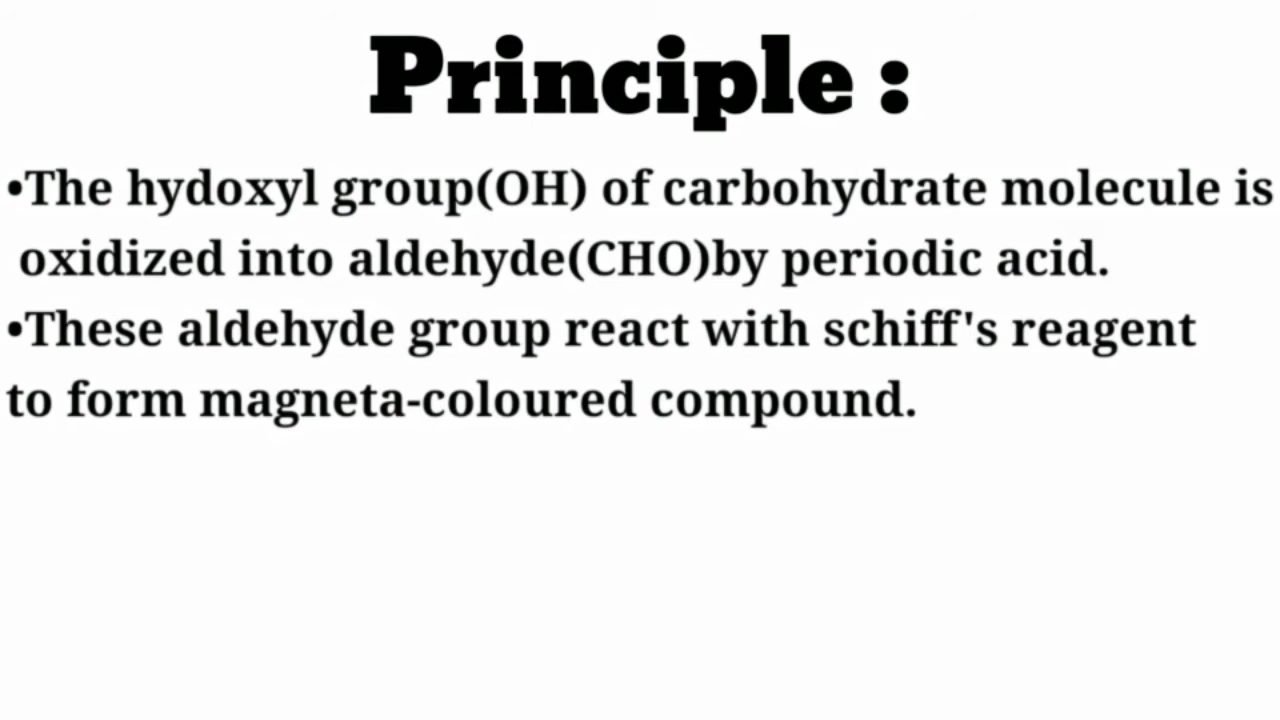 Principle :
•The hydoxyl group(OH) of carbohydrate molecule is
oxidized into aldehyde(CHO)by periodic acid.
•These aldehyde group react with schiff's reagent
to form magneta-coloured compound.